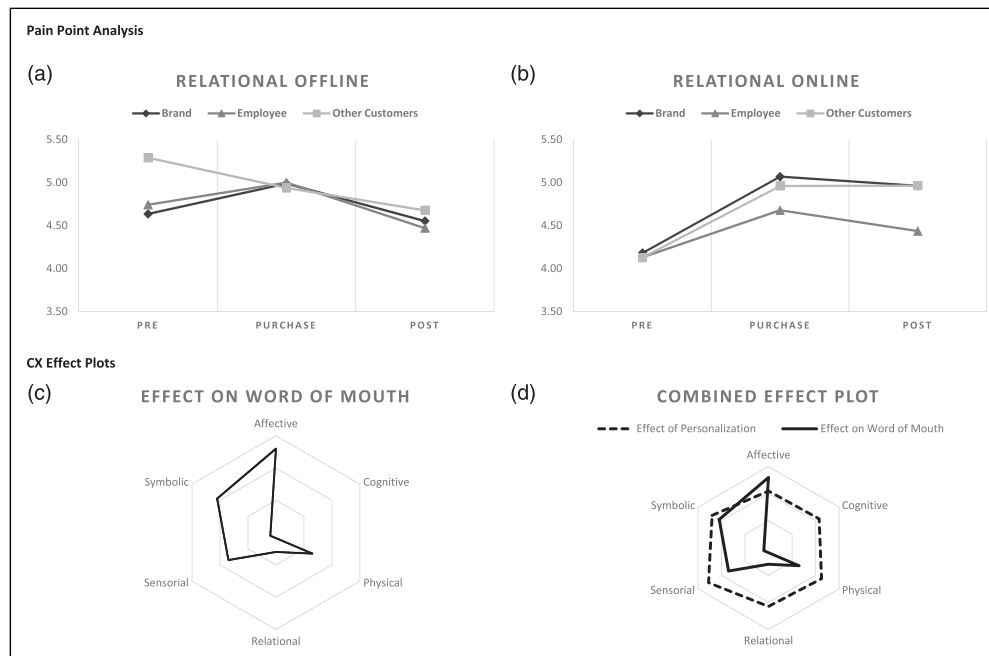 Pain Point Analysis
(a)
RELATIONAL OFFLINE
Brand Employee Other Customers
5.50
5.00
4.50
4.00
3.50
PRE PURCHASE POST
(b)
RELATIONAL ONLINE
Brand Employee Other Customers
5.50
5.00
4.50
4.00
3.50
PRE PURCHASE POST
CX Effect Plots
(c)
EFFECT ON WORD OF MOUTH
Affective
Symbolic Cognitive
Sensorial Physical
Relational
(d)
COMBINED EFFECT PLOT
Effect of Personalization Effect on Word of Mouth
Affective
Symbolic Cognitive
Sensorial Physical
Relational